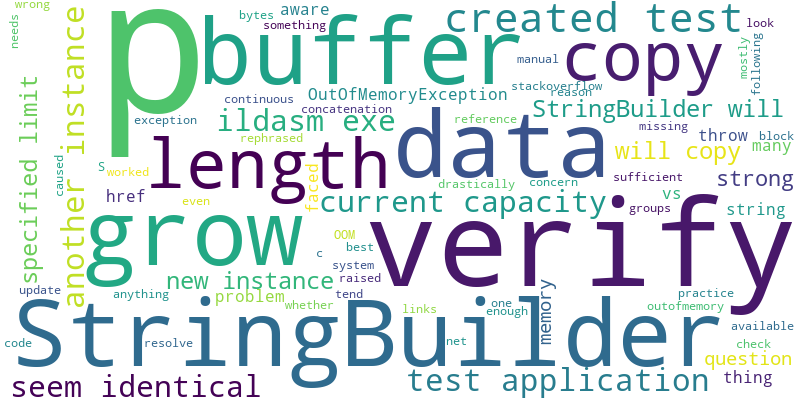 wrong
bytes
aware
something
created test
look
needs
another instance
p
buffer
copy
mostly
following
manual
stackoverflow
reason
OutOfMemoryException
continuous
concatenation
StringBuilder will
specified limit
exception
ildasm exe
reference
missing
block
rephrased
throw
many
length
data
will copy
S
worked
caused
faced
drastically
concern
sufficient
strong
href
even
current capacity
vs
groups
string
grow
verify
OOM
c
best
system
new instance
raised
update
anything
problem
tend
whether
links
one
enough
memory
practice
outofmemory
StringBuilder
available
code
resolve
net
check
question
seem identical
test application
thing